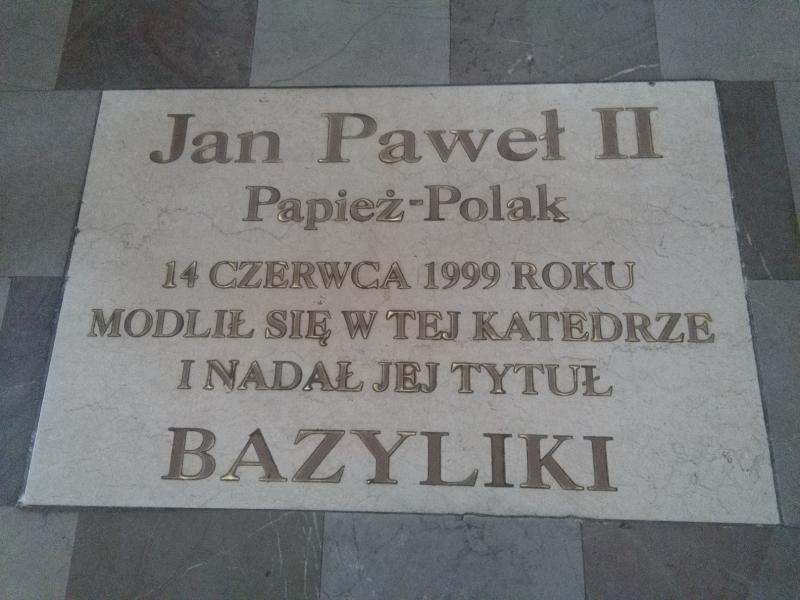 Jan Paweł II
Papież-Polak
14 CZERWCA 1999 ROKU
MODLIŁ SIĘ W TEJ KATEDRZE
I NADAŁ JEJ TYTUŁ
BAZYLIKI